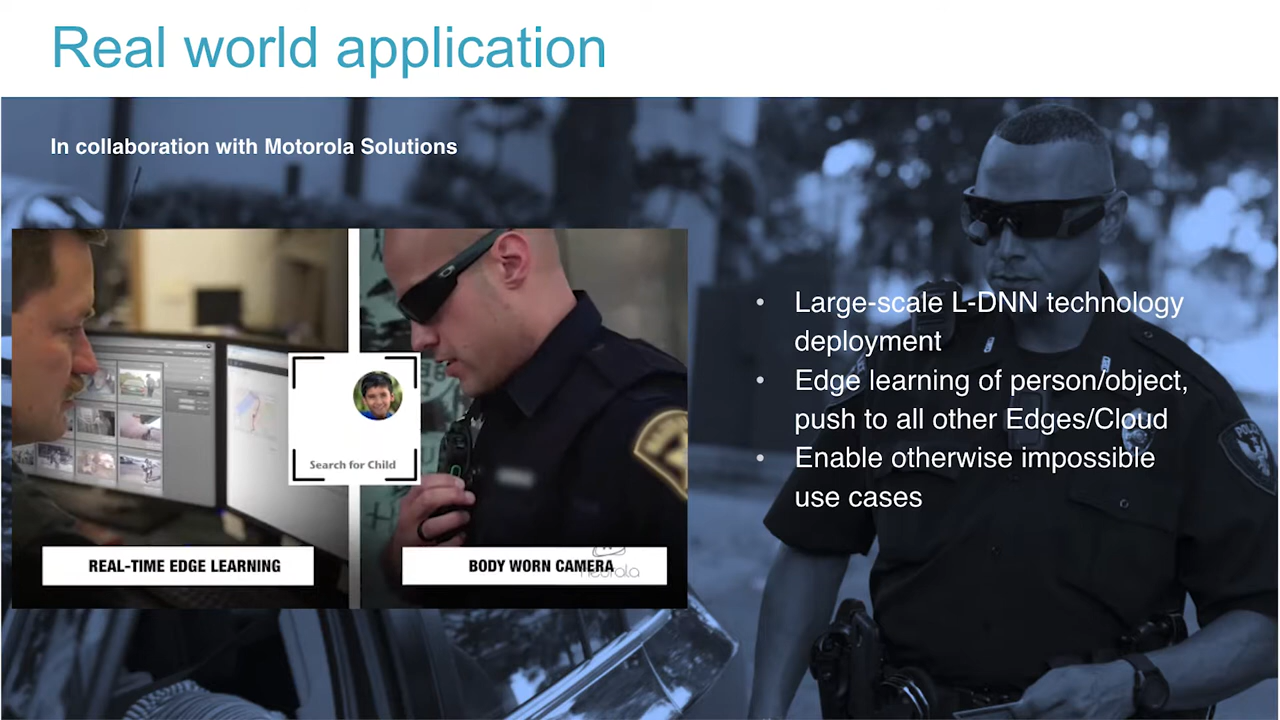 Real world application
In collaboration with Motorola Solutions
Search for Child
REAL-TIME EDGE LEARNING
BODY WORN CAMERA
neurala
• Large-scale L-DNN technology
deployment
• Edge learning of person/object,
push to all other Edges/Cloud
• Enable otherwise impossible
use cases